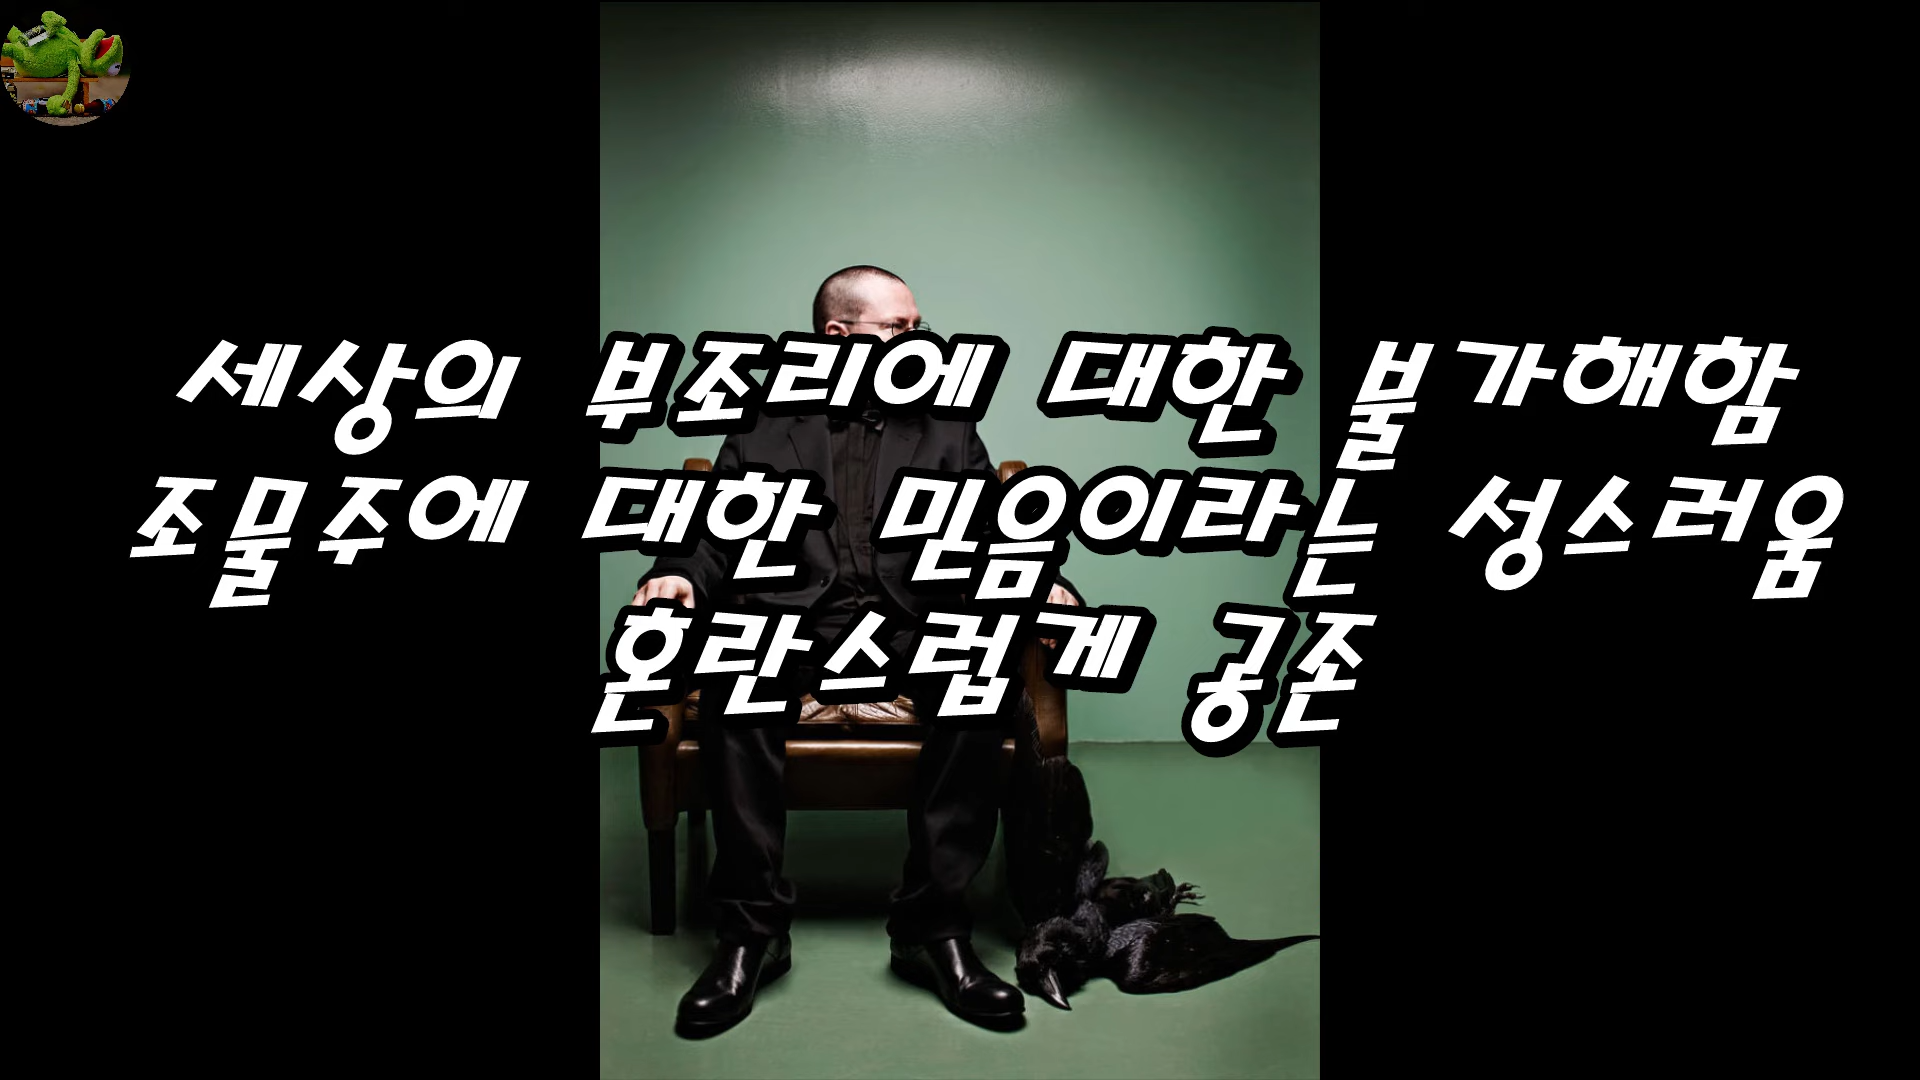 세상의 부조리에 대한 불가해함
조물주에 대한 믿음이라는 성스러움
혼란스럽게 공존